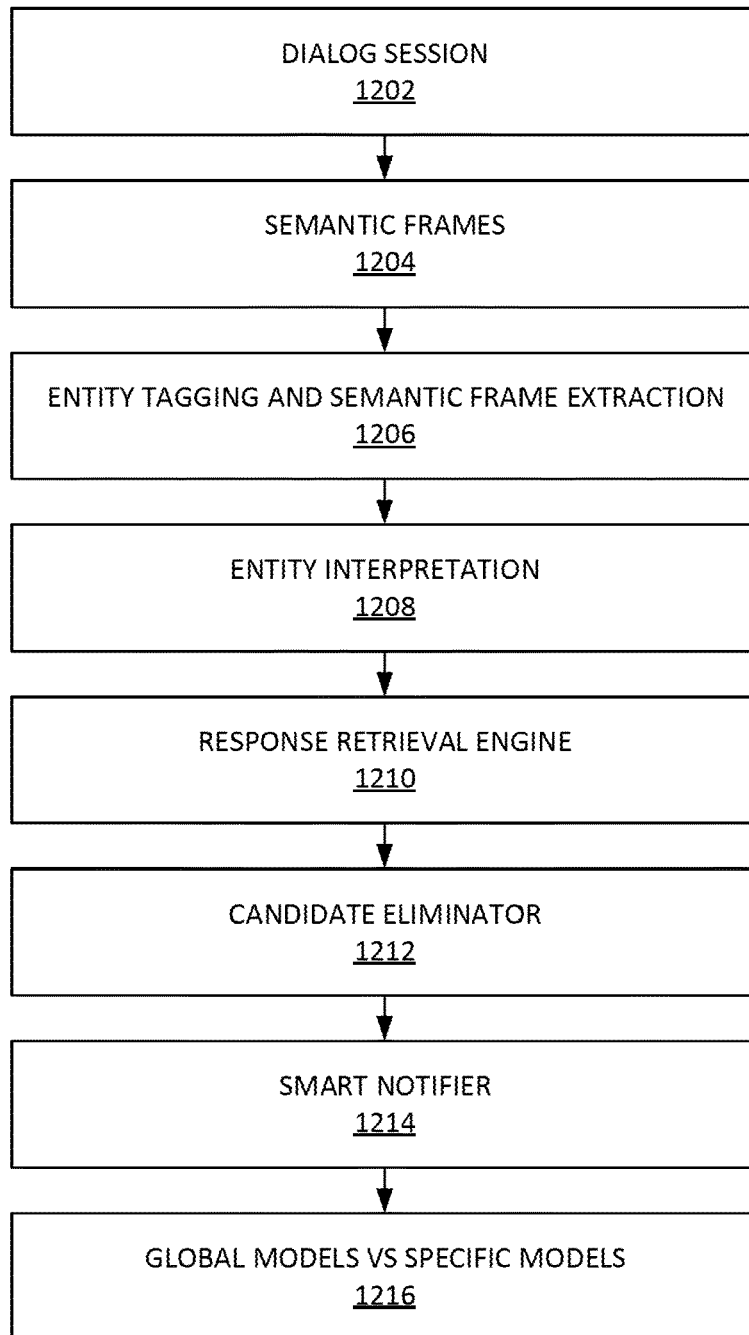 DIALOG SESSION
1202
SEMANTIC FRAMES
1204
ENTITY TAGGING AND SEMANTIC FRAME EXTRACTION
1206
ENTITY INTERPRETATION
1208
RESPONSE RETRIEVAL ENGINE
1210
CANDIDATE ELIMINATOR
1212
SMART NOTIFIER
1214
GLOBAL MODELS VS SPECIFIC MODELS
1216